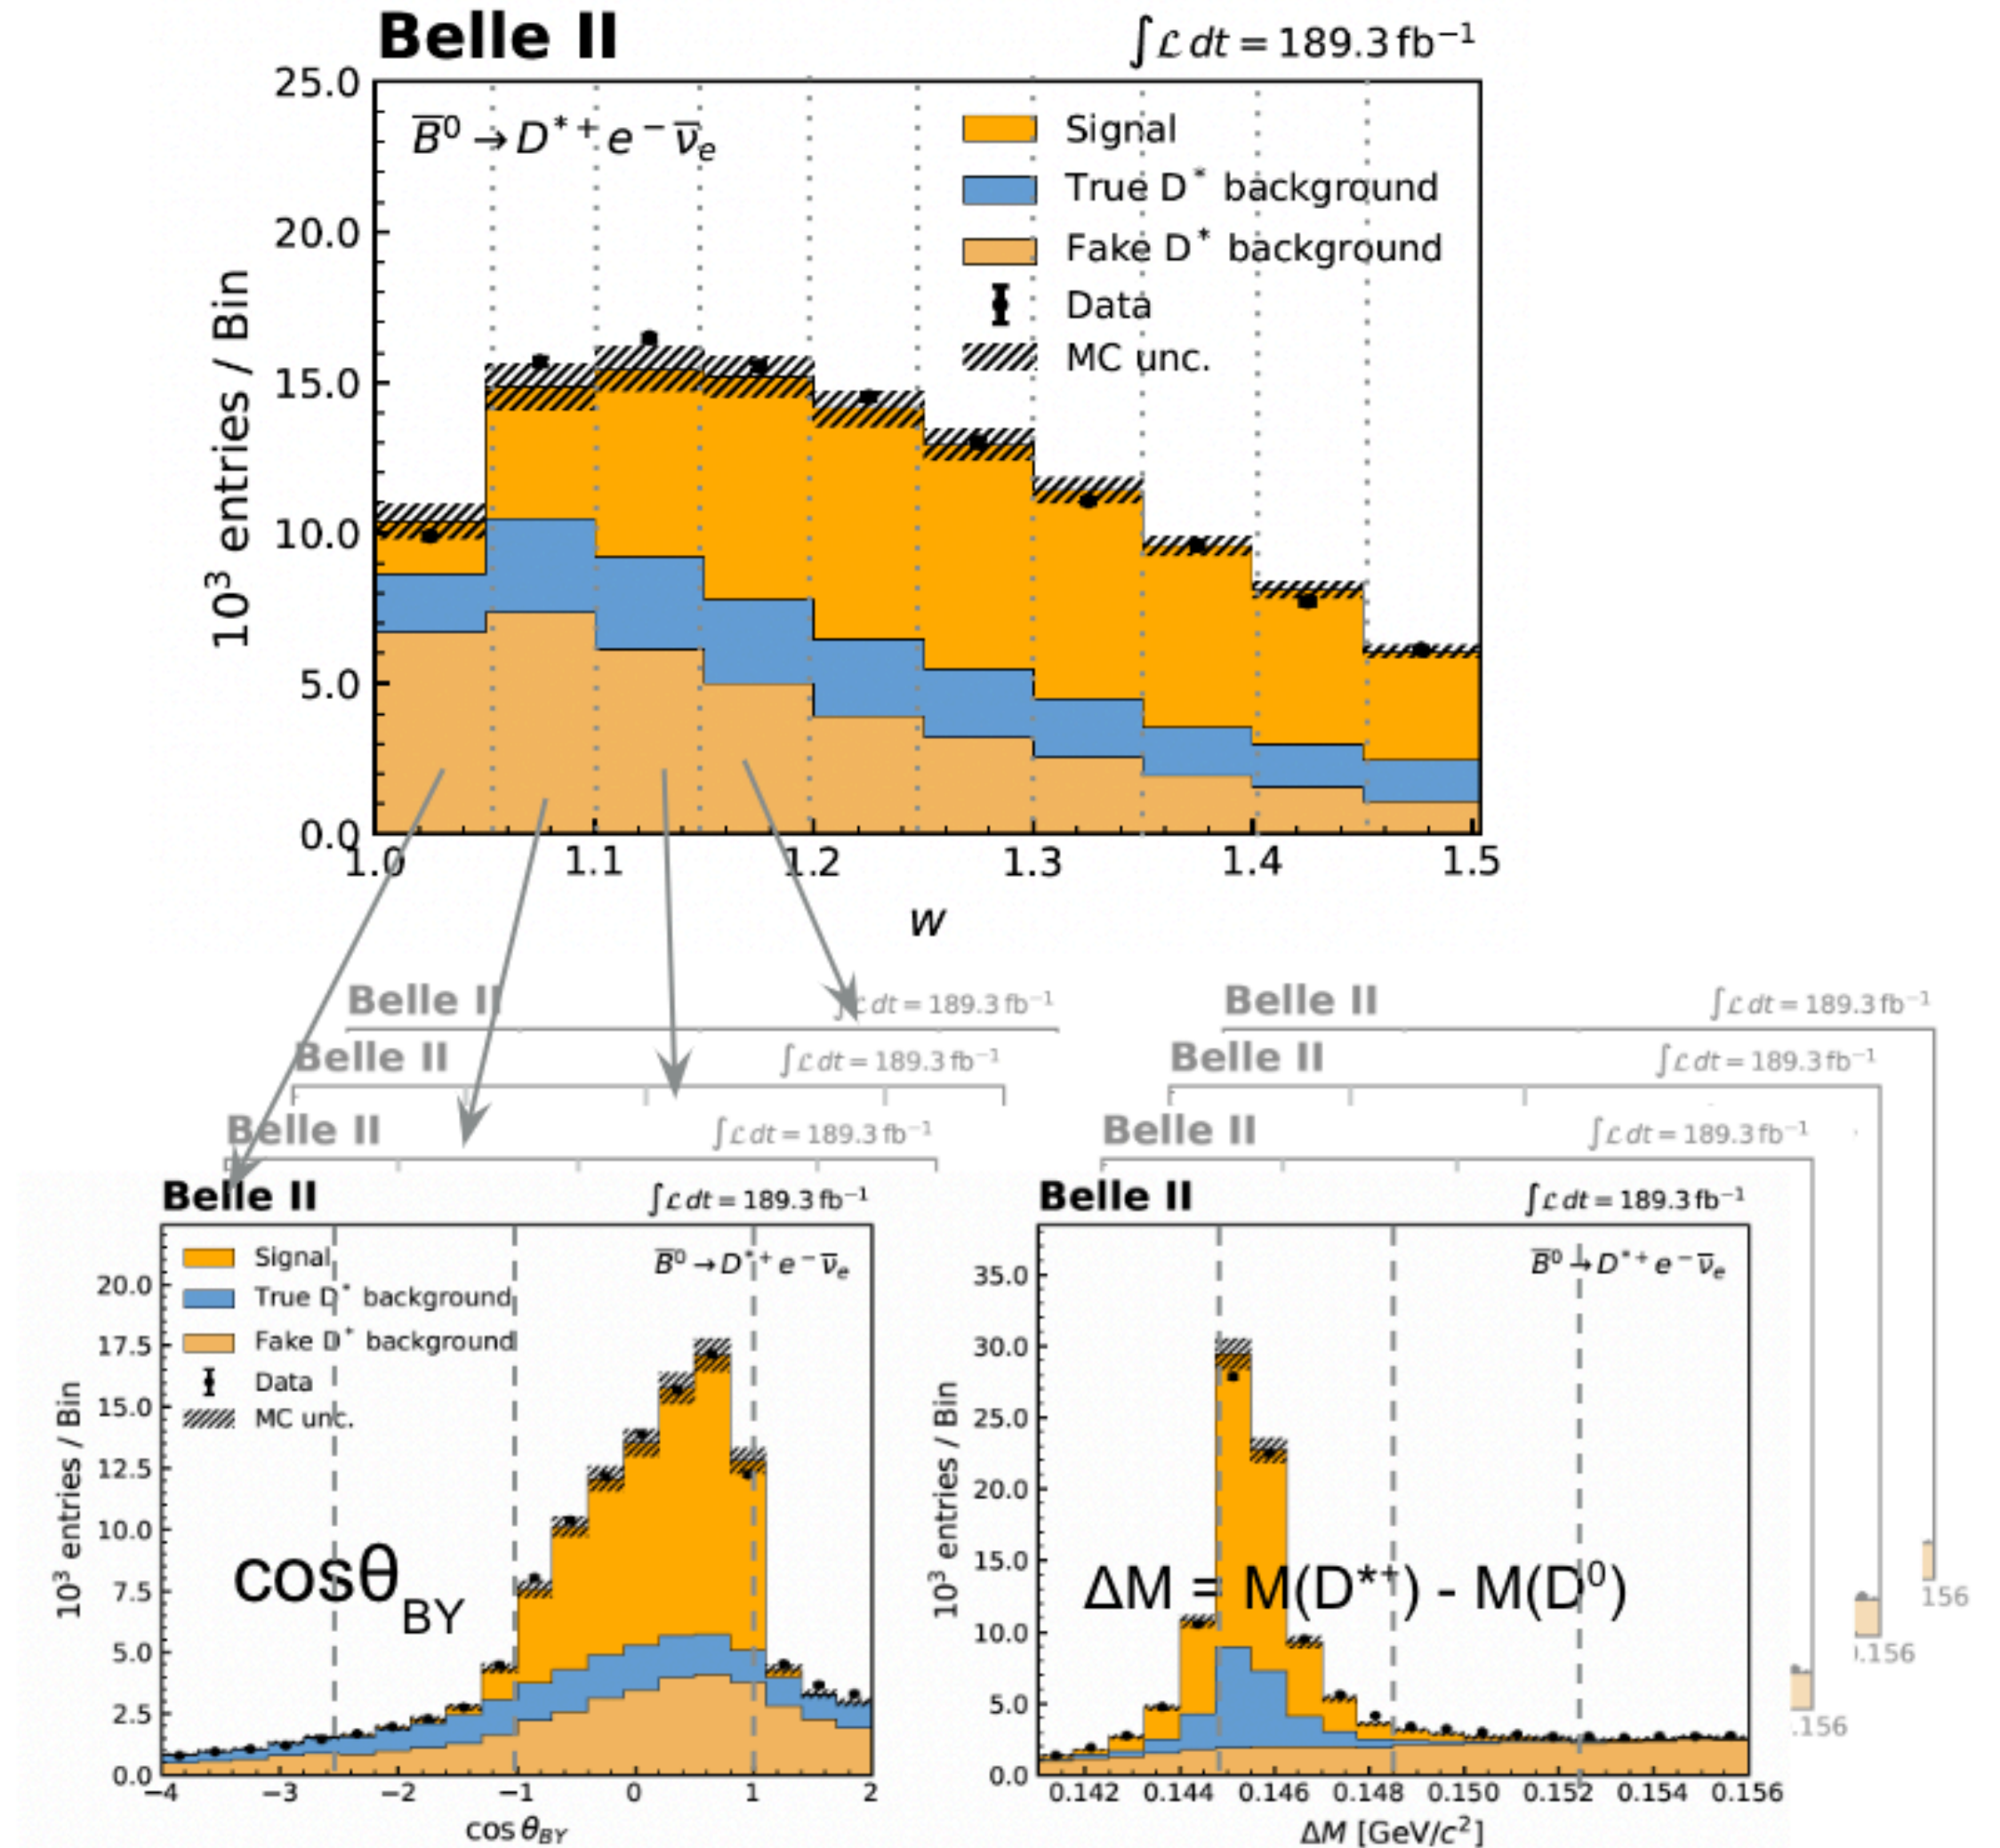 Belle II
∫ℒ dt = 189.3 fb⁻¹
25.0
20.0
15.0
10.0
5.0
0.0
10³ entries / Bin
B̅⁰ → D*⁺ e⁻ ν̅ₑ
Signal
True D* background
Fake D* background
Data
MC unc.
1.0 1.1 1.2 1.3 1.4 1.5
w
Belle II ∫ℒ dt = 189.3 fb⁻¹
Belle II ∫ℒ dt = 189.3 fb⁻¹
Belle II ∫ℒ dt = 189.3 fb⁻¹
Belle II ∫ℒ dt = 189.3 fb⁻¹
B̅⁰ → D*⁺ e⁻ ν̅ₑ
Signal
True D* background
Fake D* background
Data
MC unc.
20.0
17.5
15.0
12.5
10.0
7.5
5.0
2.5
0.0
10³ entries / Bin
cosθ_BY
−4 −3 −2 −1 0 1 2
cos θ_BY
Belle II ∫ℒ dt = 189.3 fb⁻¹
Belle II ∫ℒ dt = 189.3 fb⁻¹
Belle II ∫ℒ dt = 189.3 fb⁻¹
Belle II ∫ℒ dt = 189.3 fb⁻¹
B̅⁰ → D*⁺ e⁻ ν̅ₑ
35.0
30.0
25.0
20.0
15.0
10.0
5.0
0.0
10³ entries / Bin
ΔM = M(D*⁺) - M(D⁰)
0.142 0.144 0.146 0.148 0.150 0.152 0.154 0.156
ΔM [GeV/c²]
156
.156
.156